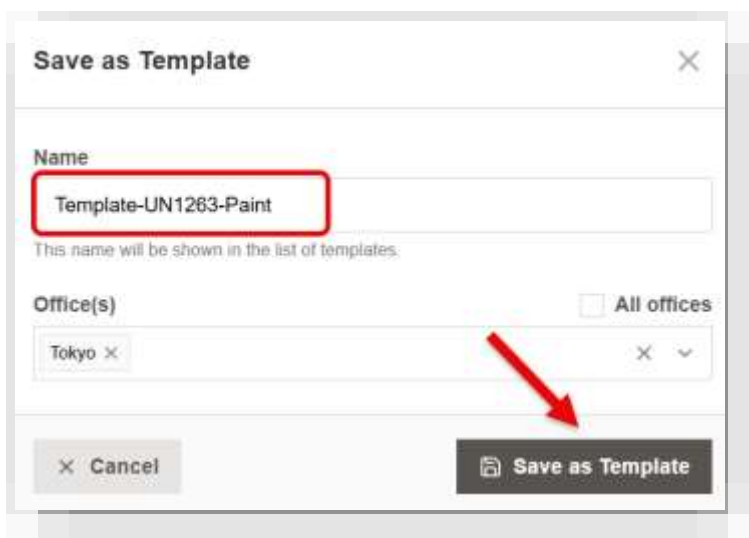 Save as Template
Name
Template-UN1263-Paint
This name will be shown in the list of templates.
Office(s)
All offices
Tokyo
Cancel
Save as Template